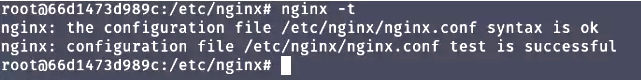 root@66d1473d989c:/etc/nginx# nginx -t
nginx: the configuration file /etc/nginx/nginx.conf syntax is ok
nginx: configuration file /etc/nginx/nginx.conf test is successful
root@66d1473d989c:/etc/nginx#